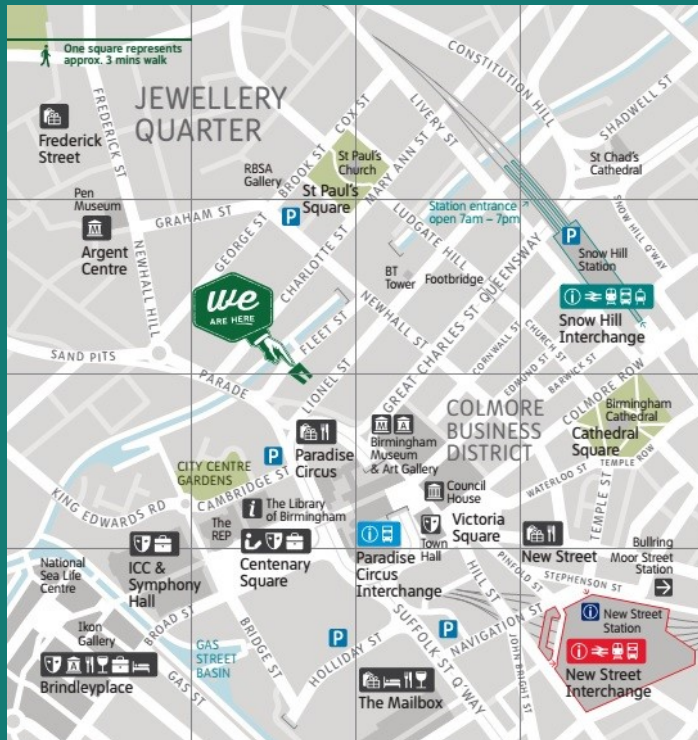 One square represents
approx. 3 mins walk
CONSTITUTION HILL
SHADWELL ST
JEWELLERY
QUARTER
FREDERICK ST
COX ST
LIVERY ST
Frederick
Street
BROOK ST
St Paul's
Church
MARY ANN ST
St Chad's
Cathedral
RBSA
Gallery
St Paul's
Square
Pen
Museum
Station entrance
open 7am – 7pm
SNOW HILL Q'WAY
GRAHAM ST
P
GEORGE ST
LUDGATE HILL
P
Argent
Centre
CHARLOTTE ST
Snow Hill
Station
NEWHALL HILL
BT
Tower
Footbridge
GREAT CHARLES ST QUEENSWAY
we
ARE HERE
NEWHALL ST
i
Snow Hill
Interchange
FLEET ST
CORNWALL ST
CHURCH ST
EDMUND ST
BARWICK ST
SAND PITS
PARADE
LIONEL ST
COLMORE ROW
COLMORE
BUSINESS
DISTRICT
Birmingham
Cathedral
M A
Birmingham
Museum
& Art Gallery
Cathedral
Square
Paradise
Circus
P
TEMPLE ROW
CITY CENTRE
GARDENS
CAMBRIDGE ST
WATERLOO ST
TEMPLE ST
KING EDWARDS RD
Council
House
i
The Library
of Birmingham
The
REP
Victoria
Square
Town
Hall
New Street
Bullring
Moor Street
Station
i
Paradise
Circus
Interchange
National
Sea Life
Centre
ICC &
Symphony
Hall
Centenary
Square
PINFOLD ST
STEPHENSON ST
HILL ST
i
New Street
Station
Ikon
Gallery
BROAD ST
GAS
STREET
BASIN
BRIDGE ST
P
HOLLIDAY ST
SUFFOLK ST Q'WAY
P
NAVIGATION ST
JOHN BRIGHT ST
i
New Street
Interchange
A
Brindleyplace
GAS ST
The Mailbox